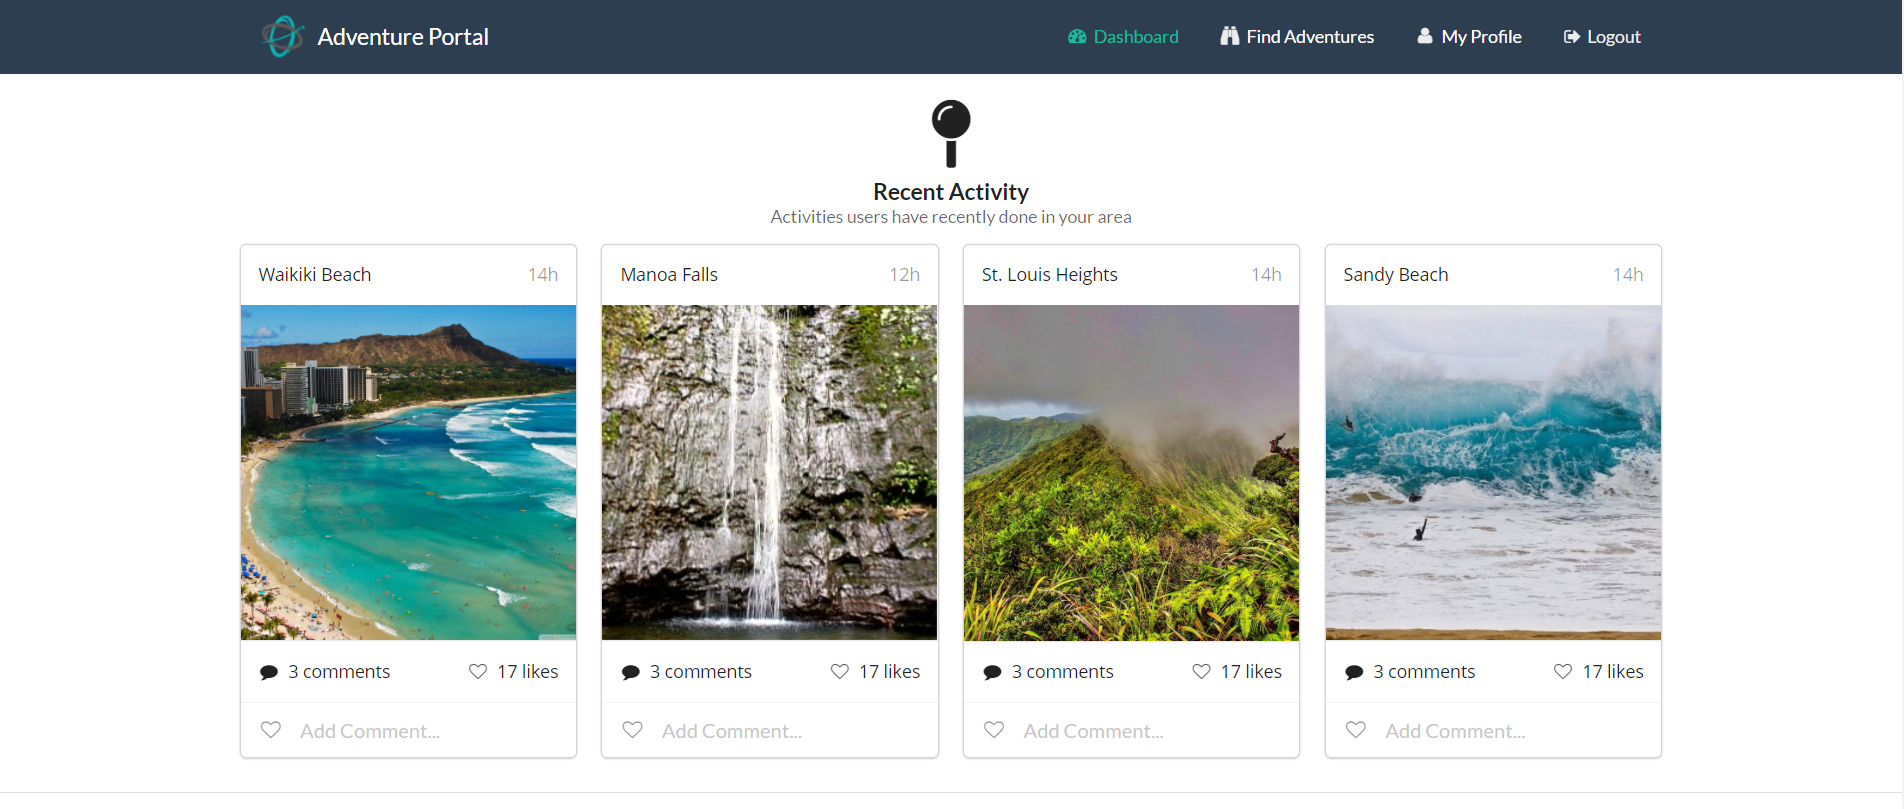 Adventure Portal
Dashboard
Find Adventures
My Profile
Logout
Recent Activity
Activities users have recently done in your area
Waikiki Beach 14h
3 comments 17 likes
Add Comment...
Manoa Falls 12h
3 comments 17 likes
Add Comment...
St. Louis Heights 14h
3 comments 17 likes
Add Comment...
Sandy Beach 14h
3 comments 17 likes
Add Comment...